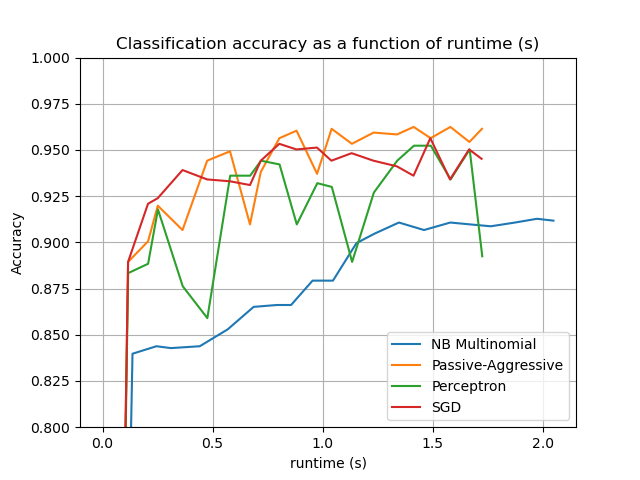 Classification accuracy as a function of runtime (s)
1.000
0.975
0.950
0.925
0.900
0.875
0.850
0.825
0.800
Accuracy
NB Multinomial
Passive-Aggressive
Perceptron
SGD
0.0 0.5 1.0 1.5 2.0
runtime (s)